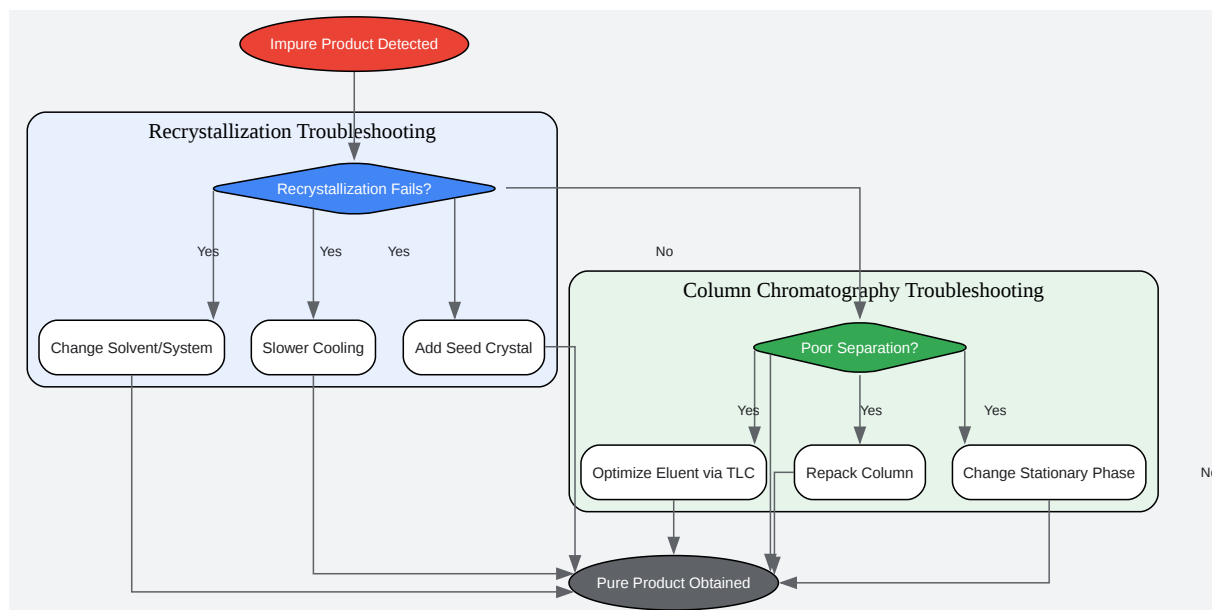 Impure Product Detected
Recrystallization Troubleshooting
Recrystallization Fails?
Yes
Yes
Yes
No
Change Solvent/System
Slower Cooling
Add Seed Crystal
Column Chromatography Troubleshooting
Poor Separation?
Yes
Yes
Yes
Optimize Eluent via TLC
Repack Column
Change Stationary Phase
Pure Product Obtained